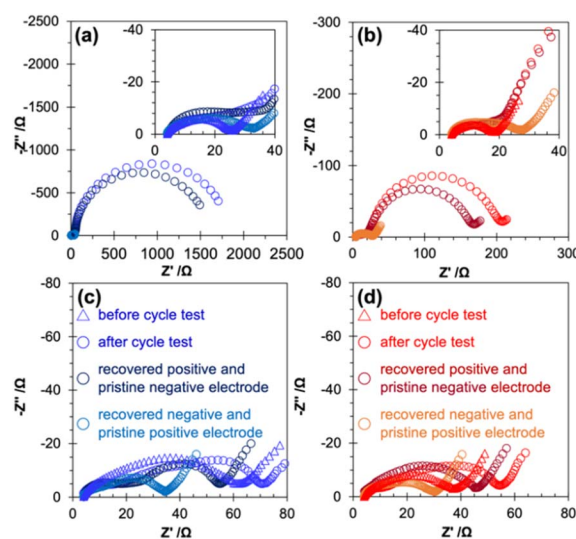 -2500
(a)
-40
-2000
-20
-1500
0
0
20
40
-1000
-500
0
0
500
1000
1500
2000
2500
-Z'' /Ω
Z' /Ω
-300
(b)
-40
-20
-200
0
0
20
40
-100
0
0
100
200
300
-Z'' /Ω
Z' /Ω
-80
(c)
before cycle test
after cycle test
recovered positive and
pristine negative electrode
recovered negative and
pristine positive electrode
-60
-40
-20
0
0
20
40
60
80
-Z'' /Ω
Z' /Ω
-80
(d)
before cycle test
after cycle test
recovered positive and
pristine negative electrode
recovered negative and
pristine positive electrode
-60
-40
-20
0
0
20
40
60
80
-Z'' /Ω
Z' /Ω